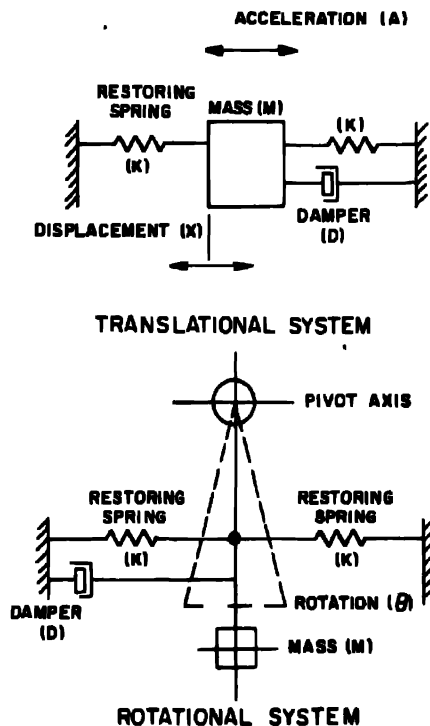 ACCELERATION (A)
RESTORING
SPRING
MASS (M)
(K)
(K)
DAMPER
(D)
DISPLACEMENT (X)
TRANSLATIONAL SYSTEM
PIVOT AXIS
RESTORING
SPRING
RESTORING
SPRING
(K)
(K)
DAMPER
(D)
ROTATION (θ)
MASS (M)
ROTATIONAL SYSTEM